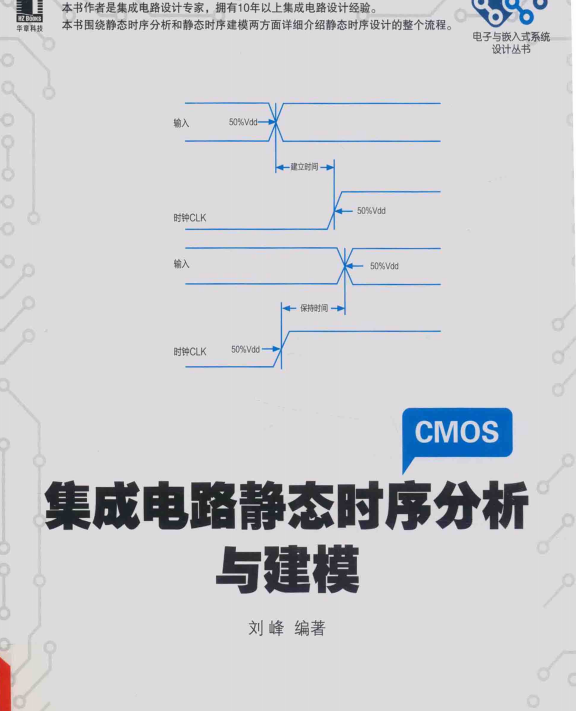 本书作者是集成电路设计专家，拥有10年以上集成电路设计经验。
本书围绕静态时序分析和静态时序建模两方面详细介绍静态时序设计的整个流程。
HZ Books
华章科技
电子与嵌入式系统
设计丛书
输入
50%Vdd
建立时间
50%Vdd
时钟CLK
输入
50%Vdd
保持时间
时钟CLK
50%Vdd
CMOS
集成电路静态时序分析
与建模
刘峰 编著